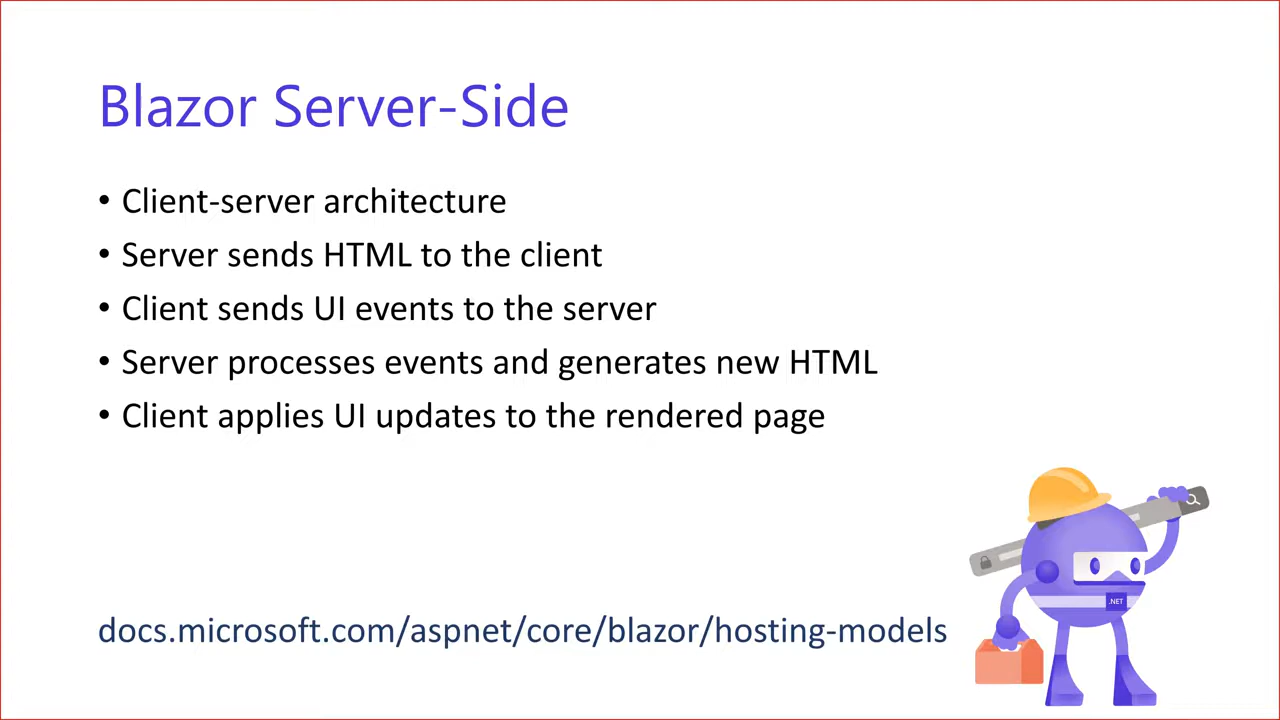 Blazor Server-Side
• Client-server architecture
• Server sends HTML to the client
• Client sends UI events to the server
• Server processes events and generates new HTML
• Client applies UI updates to the rendered page
.NET
docs.microsoft.com/aspnet/core/blazor/hosting-models